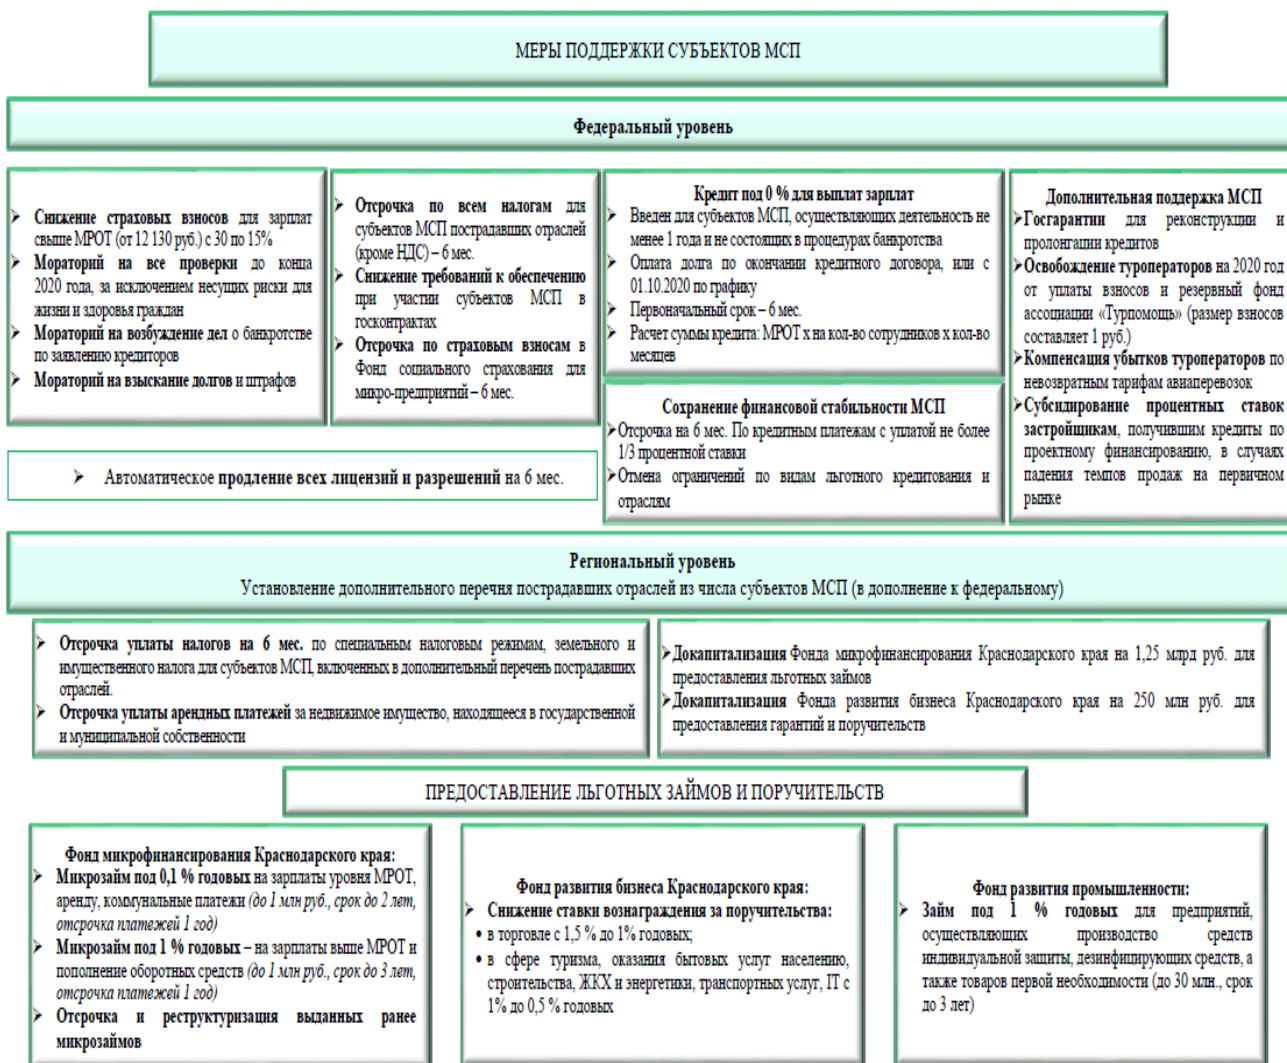 МЕРЫ ПОДДЕРЖКИ СУБЪЕКТОВ МСП
Федеральный уровень
➢ Снижение страховых взносов для зарплат
свыше МРОТ (от 12 130 руб.) с 30 по 15%
➢ Мораторий на все проверки до конца
2020 года, за исключением несущих риски для
жизни и здоровья граждан
➢ Мораторий на возбуждение дел о банкротстве
по заявлению кредиторов
➢ Мораторий на взыскание долгов и штрафов
➢ Отсрочка по всем налогам для
субъектов МСП пострадавших отраслей
(кроме НДС) – 6 мес.
➢ Снижение требований к обеспечению
при участии субъектов МСП в
госконтрактах
➢ Отсрочка по страховым взносам в
Фонд социального страхования для
микро-предприятий – 6 мес.
➢ Автоматическое продление всех лицензий и разрешений на 6 мес.
Кредит под 0 % для выплат зарплат
➢ Введен для субъектов МСП, осуществляющих деятельность не
менее 1 года и не состоящих в процедурах банкротства
➢ Оплата долга по окончании кредитного договора, или с
01.10.2020 по графику
➢ Первоначальный срок – 6 мес.
➢ Расчет суммы кредита: МРОТ х на кол-во сотрудников х кол-во
месяцев
Сохранение финансовой стабильности МСП
➢ Отсрочка на 6 мес. По кредитным платежам с уплатой не более
1/3 процентной ставки
➢ Отмена ограничений по видам льготного кредитования и
отраслям
Дополнительная поддержка МСП
➢ Госгарантии для реконструкции и
пролонгации кредитов
➢ Освобождение туроператоров на 2020 год
от уплаты взносов и резервный фонд
ассоциации «Турпомощь» (размер взносов
составляет 1 руб.)
➢ Компенсация убытков туроператоров по
невозвратным тарифам авиаперевозок
➢ Субсидирование процентных ставок
застройщикам, получившим кредиты по
проектному финансированию, в случаях
падения темпов продаж на первичном
рынке
Региональный уровень
Установление дополнительного перечня пострадавших отраслей из числа субъектов МСП (в дополнение к федеральному)
➢ Отсрочка уплаты налогов на 6 мес. по специальным налоговым режимам, земельного и
имущественного налога для субъектов МСП, включенных в дополнительный перечень пострадавших
отраслей.
➢ Отсрочка уплаты арендных платежей за недвижимое имущество, находящееся в государственной
и муниципальной собственности
➢ Докапитализация Фонда микрофинансирования Краснодарского края на 1,25 млрд руб. для
предоставления льготных займов
➢ Докапитализация Фонда развития бизнеса Краснодарского края на 250 млн руб. для
предоставления гарантий и поручительств
ПРЕДОСТАВЛЕНИЕ ЛЬГОТНЫХ ЗАЙМОВ И ПОРУЧИТЕЛЬСТВ
Фонд микрофинансирования Краснодарского края:
➢ Микрозайм под 0,1 % годовых на зарплаты уровня МРОТ,
аренду, коммунальные платежи (до 1 млн руб., срок до 2 лет,
отсрочка платежей 1 год)
➢ Микрозайм под 1 % годовых – на зарплаты выше МРОТ и
пополнение оборотных средств (до 1 млн руб., срок до 3 лет,
отсрочка платежей 1 год)
➢ Отсрочка и реструктуризация выданных ранее
микрозаймов
Фонд развития бизнеса Краснодарского края:
➢ Снижение ставки вознаграждения за поручительства:
• в торговле с 1,5 % до 1% годовых;
• в сфере туризма, оказания бытовых услуг населению,
строительства, ЖКХ и энергетики, транспортных услуг, IT с
1% до 0,5 % годовых
Фонд развития промышленности:
➢ Займ под 1 % годовых для предприятий,
осуществляющих производство средств
индивидуальной защиты, дезинфицирующих средств, а
также товаров первой необходимости (до 30 млн., срок
до 3 лет)